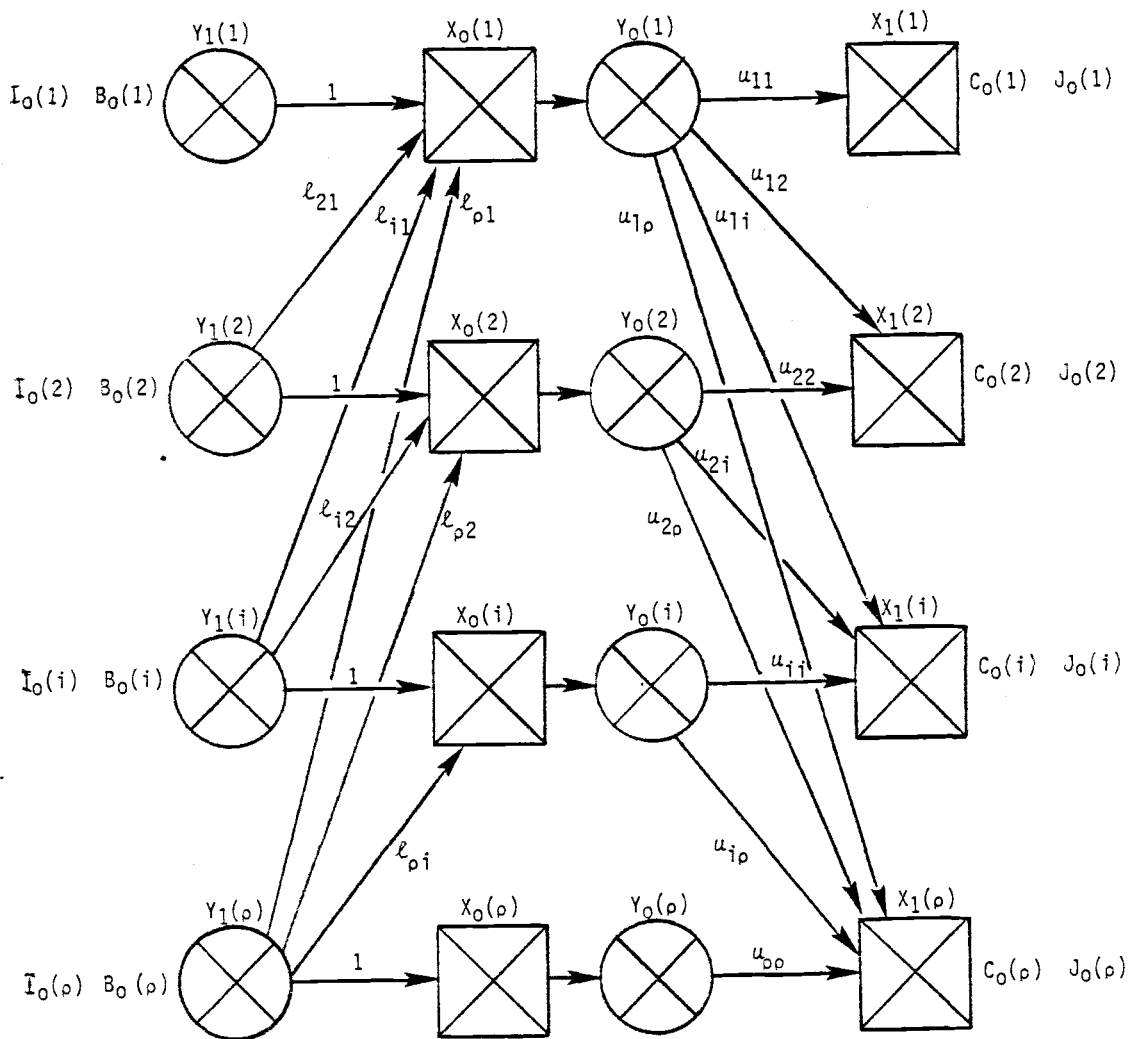 Y₁(1) X₀(1) Y₀(1) X₁(1)
I₀(1) B₀(1) 1 u₁₁ C₀(1) J₀(1)
ℓ₂₁ ℓᵢ₁ ℓρ₁ u₁ρ u₁ᵢ u₁₂
Y₁(2) X₀(2) Y₀(2) X₁(2)
I₀(2) B₀(2) 1 u₂₂ C₀(2) J₀(2)
ℓᵢ₂ ℓρ₂ u₂ρ u₂ᵢ
Y₁(i) X₀(i) Y₀(i) X₁(i)
I₀(i) B₀(i) 1 uᵢᵢ C₀(i) J₀(i)
ℓρᵢ uᵢρ
Y₁(ρ) X₀(ρ) Y₀(ρ) X₁(ρ)
I₀(ρ) B₀(ρ) 1 uρρ C₀(ρ) J₀(ρ)